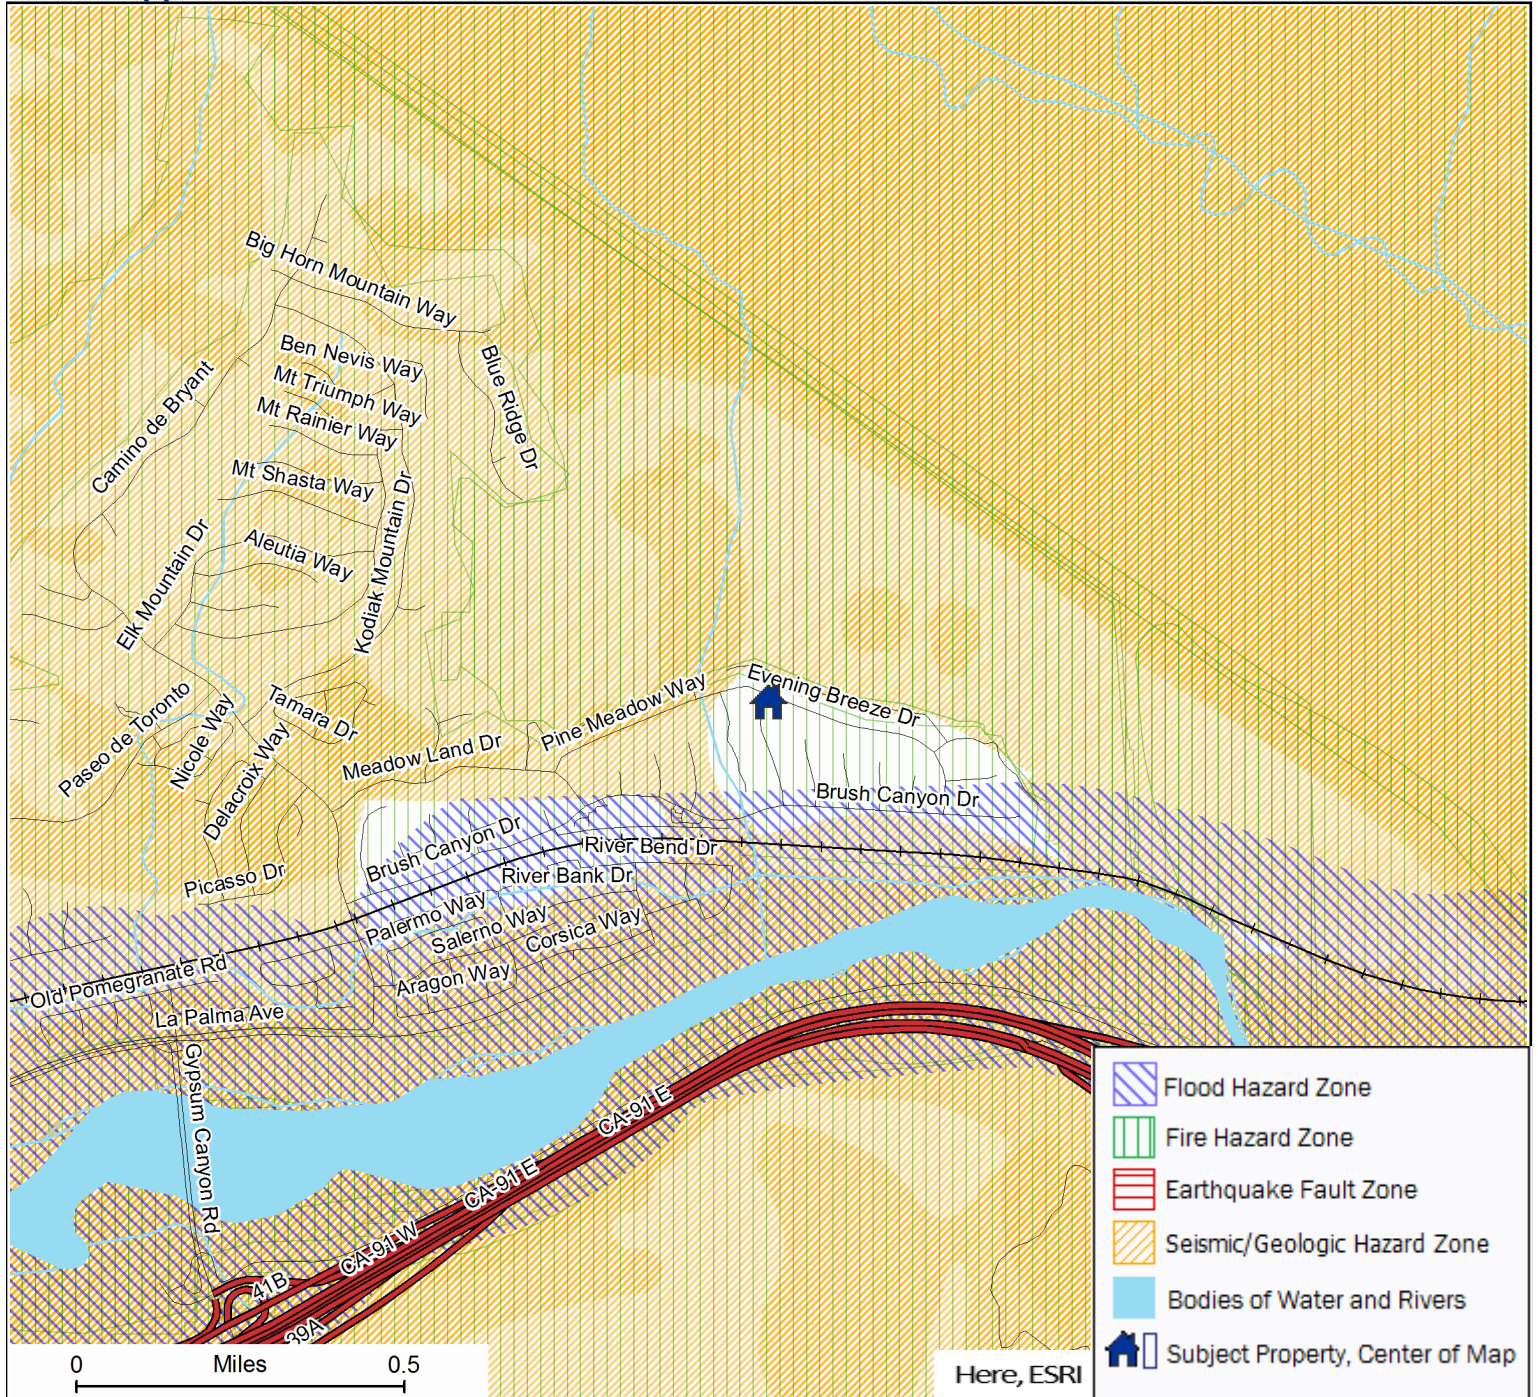 Big Horn Mountain Way
Ben Nevis Way
Mt Triumph Way
Mt Rainier Way
Blue Ridge Dr
Camino de Bryant
Mt Shasta Way
Kodiak Mountain Dr
Aleutia Way
Elk Mountain Dr
Evening Breeze Dr
Pine Meadow Way
Paseo de Toronto
Nicole Way
Tamara Dr
Delacroix Way
Meadow Land Dr
Brush Canyon Dr
Brush Canyon Dr
River Bend Dr
Picasso Dr
River Bank Dr
Palermo Way
Salerno Way
Corsica Way
Aragon Way
Old Pomegranate Rd
La Palma Ave
Gypsum Canyon Rd
CA-91 E
CA-91 E
CA-91 W
41B
39A
Flood Hazard Zone
Fire Hazard Zone
Earthquake Fault Zone
Seismic/Geologic Hazard Zone
Bodies of Water and Rivers
Subject Property, Center of Map
0 Miles 0.5
Here, ESRI